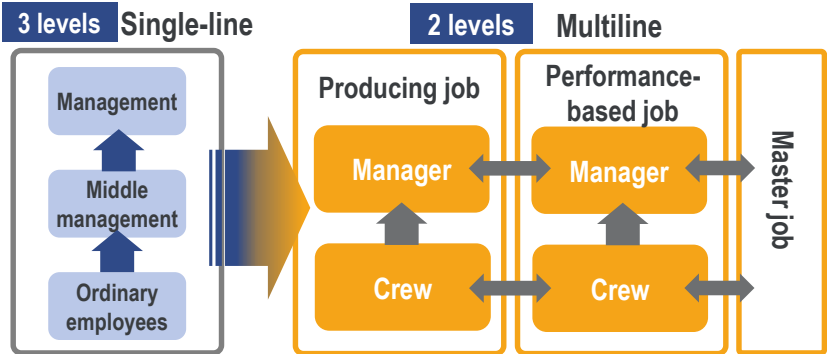 3 levels
Single-line
2 levels
Multiline
Management
Middle
management
Ordinary
employees
Producing job
Manager
Crew
Performance-
based job
Manager
Crew
Master job